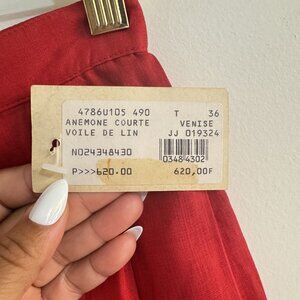 4786U105 490 T 36
ANEMONE COURTE VENISE
VOILE DE LIN JJ 019324
N024348430
03484302
P>>>620.00 620,00F